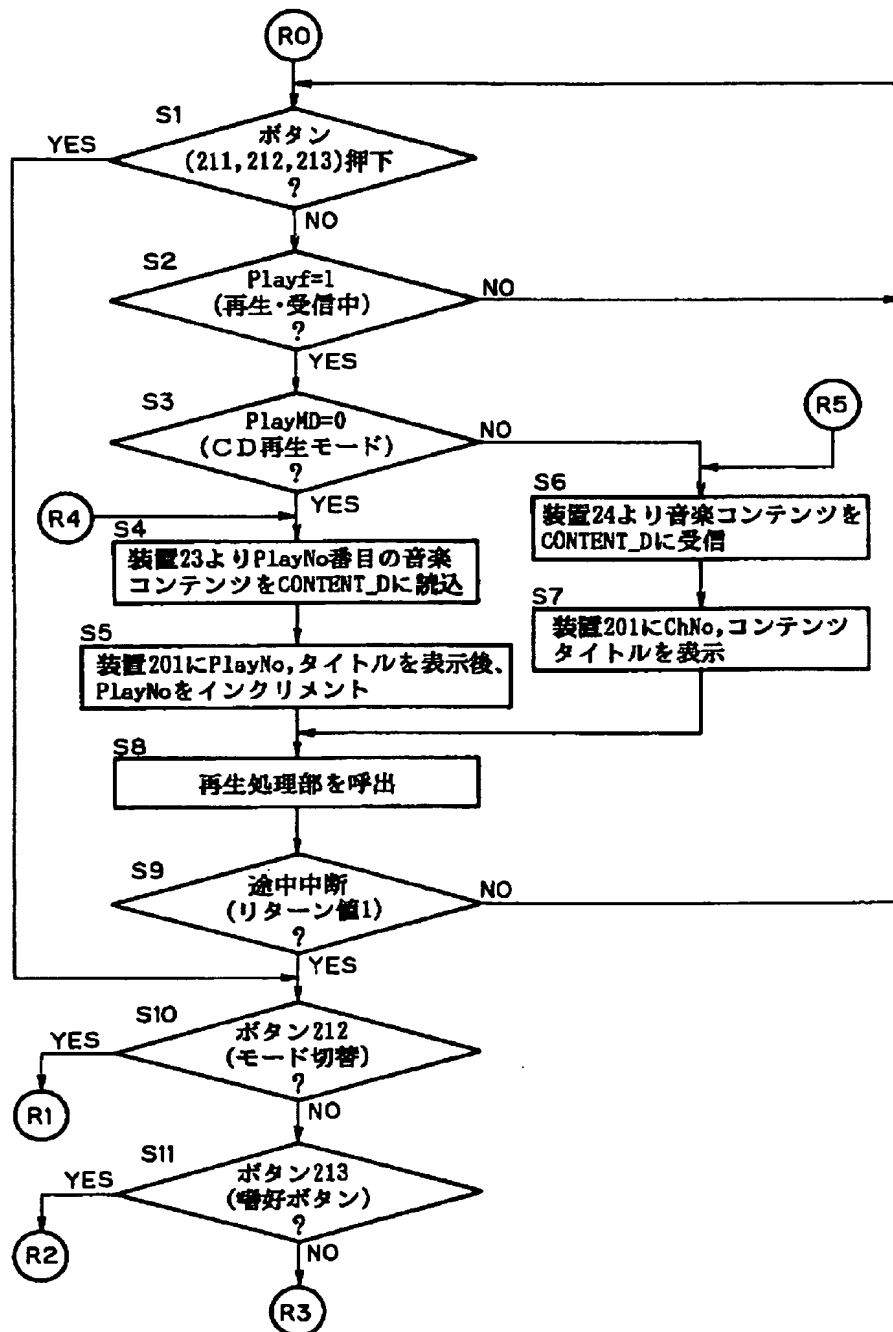 R0
S1
ボタン
(211,212,213)押下
?
YES
NO
S2
Playf=1
(再生・受信中)
?
NO
YES
S3
PlayMD=0
(CD再生モード)
?
NO
YES
R5
R4
S4
装置23よりPlayNo番目の音楽
コンテンツをCONTENT_Dに読込
S6
装置24より音楽コンテンツを
CONTENT_Dに受信
S5
装置201にPlayNo,タイトルを表示後、
PlayNoをインクリメント
S7
装置201にChNo,コンテンツ
タイトルを表示
S8
再生処理部を呼出
S9
途中中断
(リターン値1)
?
NO
YES
S10
ボタン212
(モード切替)
?
YES
NO
R1
S11
ボタン213
(嗜好ボタン)
?
YES
NO
R2
R3